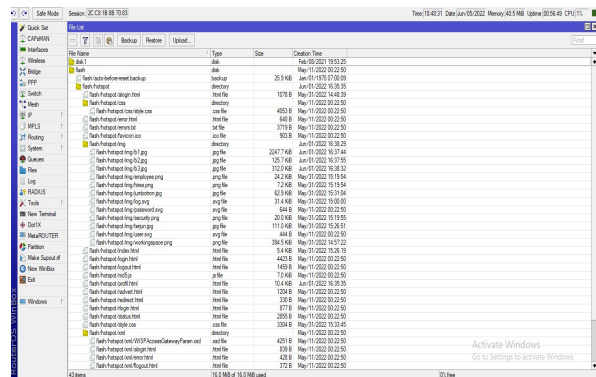 Safe Mode Session: 2C:C8:1B:0B:70:83 Time: 18:48:31 Date: Jun/05/2022 Memory: 40.5 MiB Uptime: 00:56:49 CPU: 1%
Quick Set
CAPsMAN
Interfaces
Wireless
Bridge
PPP
Switch
Mesh
IP
MPLS
Routing
System
Queues
Files
Log
RADIUS
Tools
New Terminal
Dot1X
MetaROUTER
Partition
Make Supout.rif
New WinBox
Exit
Windows
RouterOS WinBox
File List
Backup Restore Upload... Find
File Name Type Size Creation Time
disk1 disk Feb/08/2021 19:53:25
flash disk May/11/2022 00:22:50
flash/auto-before-reset.backup backup 25.9 KiB Jan/01/1970 07:00:09
flash/hotspot directory Jun/01/2022 16:35:35
flash/hotspot/alogin.html .html file 1078 B May/31/2022 14:48:39
flash/hotspot/css directory May/11/2022 00:22:50
flash/hotspot/css/style.css .css file 4053 B May/11/2022 00:22:50
flash/hotspot/error.html .html file 640 B May/11/2022 00:22:50
flash/hotspot/errors.txt .txt file 3719 B May/11/2022 00:22:50
flash/hotspot/favicon.ico .ico file 903 B May/11/2022 00:22:50
flash/hotspot/img directory Jun/01/2022 16:38:29
flash/hotspot/img/b1.jpg .jpg file 2247.7 KiB Jun/01/2022 16:37:44
flash/hotspot/img/b2.jpg .jpg file 125.7 KiB Jun/01/2022 16:37:55
flash/hotspot/img/b3.jpg .jpg file 312.0 KiB Jun/01/2022 16:38:32
flash/hotspot/img/employee.png .png file 24.2 KiB May/31/2022 15:19:54
flash/hotspot/img/ .png file 7.2 KiB May/31/2022 15:19:54
flash/hotspot/img/jumbotron.jpg .jpg file 62.9 KiB May/31/2022 15:31:04
flash/hotspot/img/log.svg .svg file 31.4 KiB May/31/2022 15:00:00
flash/hotspot/img/password.svg .svg file 644 B May/11/2022 00:22:50
flash/hotspot/img/security.png .png file 20.0 KiB May/31/2022 15:19:55
flash/hotspot/img/ .jpg file 111.0 KiB May/31/2022 15:26:51
flash/hotspot/img/user.svg .svg file 444 B May/11/2022 00:22:50
flash/hotspot/img/workingspace.png .png file 394.5 KiB May/31/2022 14:57:22
flash/hotspot/index.html .html file 5.4 KiB May/31/2022 15:26:19
flash/hotspot/login.html .html file 4423 B May/11/2022 00:22:50
flash/hotspot/logout.html .html file 1459 B May/11/2022 00:22:50
flash/hotspot/md5.js .js file 7.0 KiB May/11/2022 00:22:50
flash/hotspot/profil.html .html file 10.4 KiB Jun/01/2022 16:35:35
flash/hotspot/radvert.html .html file 1204 B May/11/2022 00:22:50
flash/hotspot/redirect.html .html file 330 B May/11/2022 00:22:50
flash/hotspot/rlogin.html .html file 877 B May/11/2022 00:22:50
flash/hotspot/status.html .html file 2855 B May/11/2022 00:22:50
flash/hotspot/style.css .css file 3304 B May/31/2022 15:33:45
flash/hotspot/xml directory May/11/2022 00:22:50
flash/hotspot/xml/WISPAccessGatewayParam.xsd .xsd file 4251 B May/11/2022 00:22:50
flash/hotspot/xml/alogin.html .html file 839 B May/11/2022 00:22:50
flash/hotspot/xml/error.html .html file 428 B May/11/2022 00:22:50
flash/hotspot/xml/flogout.html .html file 372 B May/11/2022 00:22:50
Activate Windows
Go to Settings to activate Windows.
43 items 16.0 MiB of 16.0 MiB used 0% free